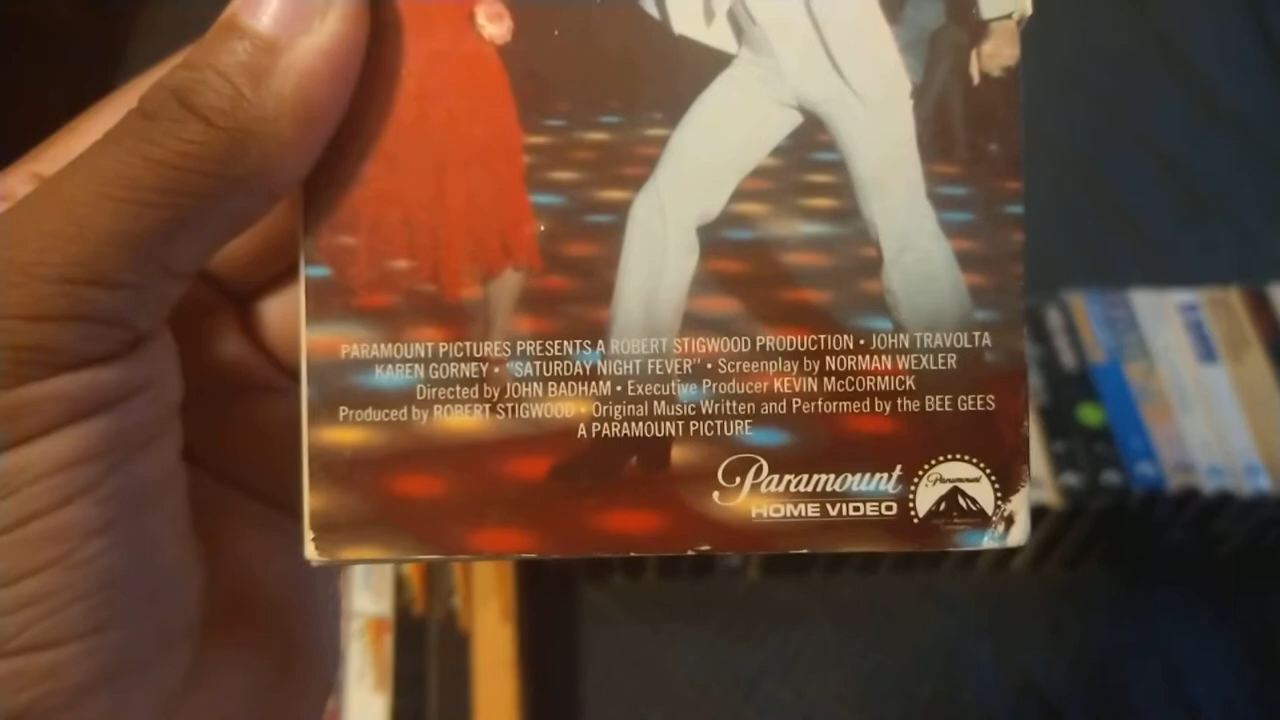 PARAMOUNT PICTURES PRESENTS A ROBERT STIGWOOD PRODUCTION • JOHN TRAVOLTA
KAREN GORNEY • "SATURDAY NIGHT FEVER" • Screenplay by NORMAN WEXLER
Directed by JOHN BADHAM • Executive Producer KEVIN McCORMICK
Produced by ROBERT STIGWOOD • Original Music Written and Performed by the BEE GEES
A PARAMOUNT PICTURE
Paramount
HOME VIDEO
Paramount